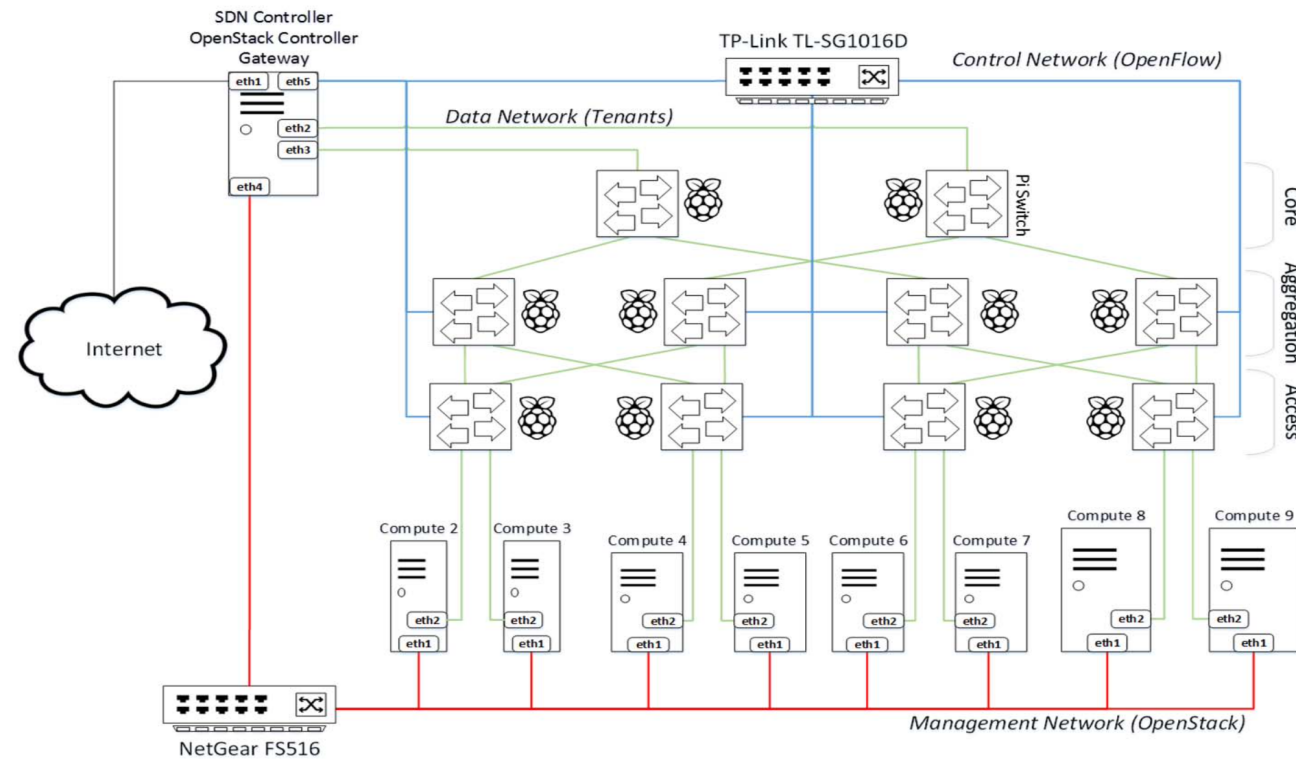 SDN Controller
OpenStack Controller
Gateway
TP-Link TL-SG1016D
Control Network (OpenFlow)
eth1
eth5
eth2
eth3
eth4
Data Network (Tenants)
Pi Switch
Core
Aggregation
Access
Internet
Compute 2
Compute 3
Compute 4
Compute 5
Compute 6
Compute 7
Compute 8
Compute 9
eth2
eth2
eth2
eth2
eth2
eth2
eth2
eth2
eth1
eth1
eth1
eth1
eth1
eth1
eth1
eth1
Management Network (OpenStack)
NetGear FS516